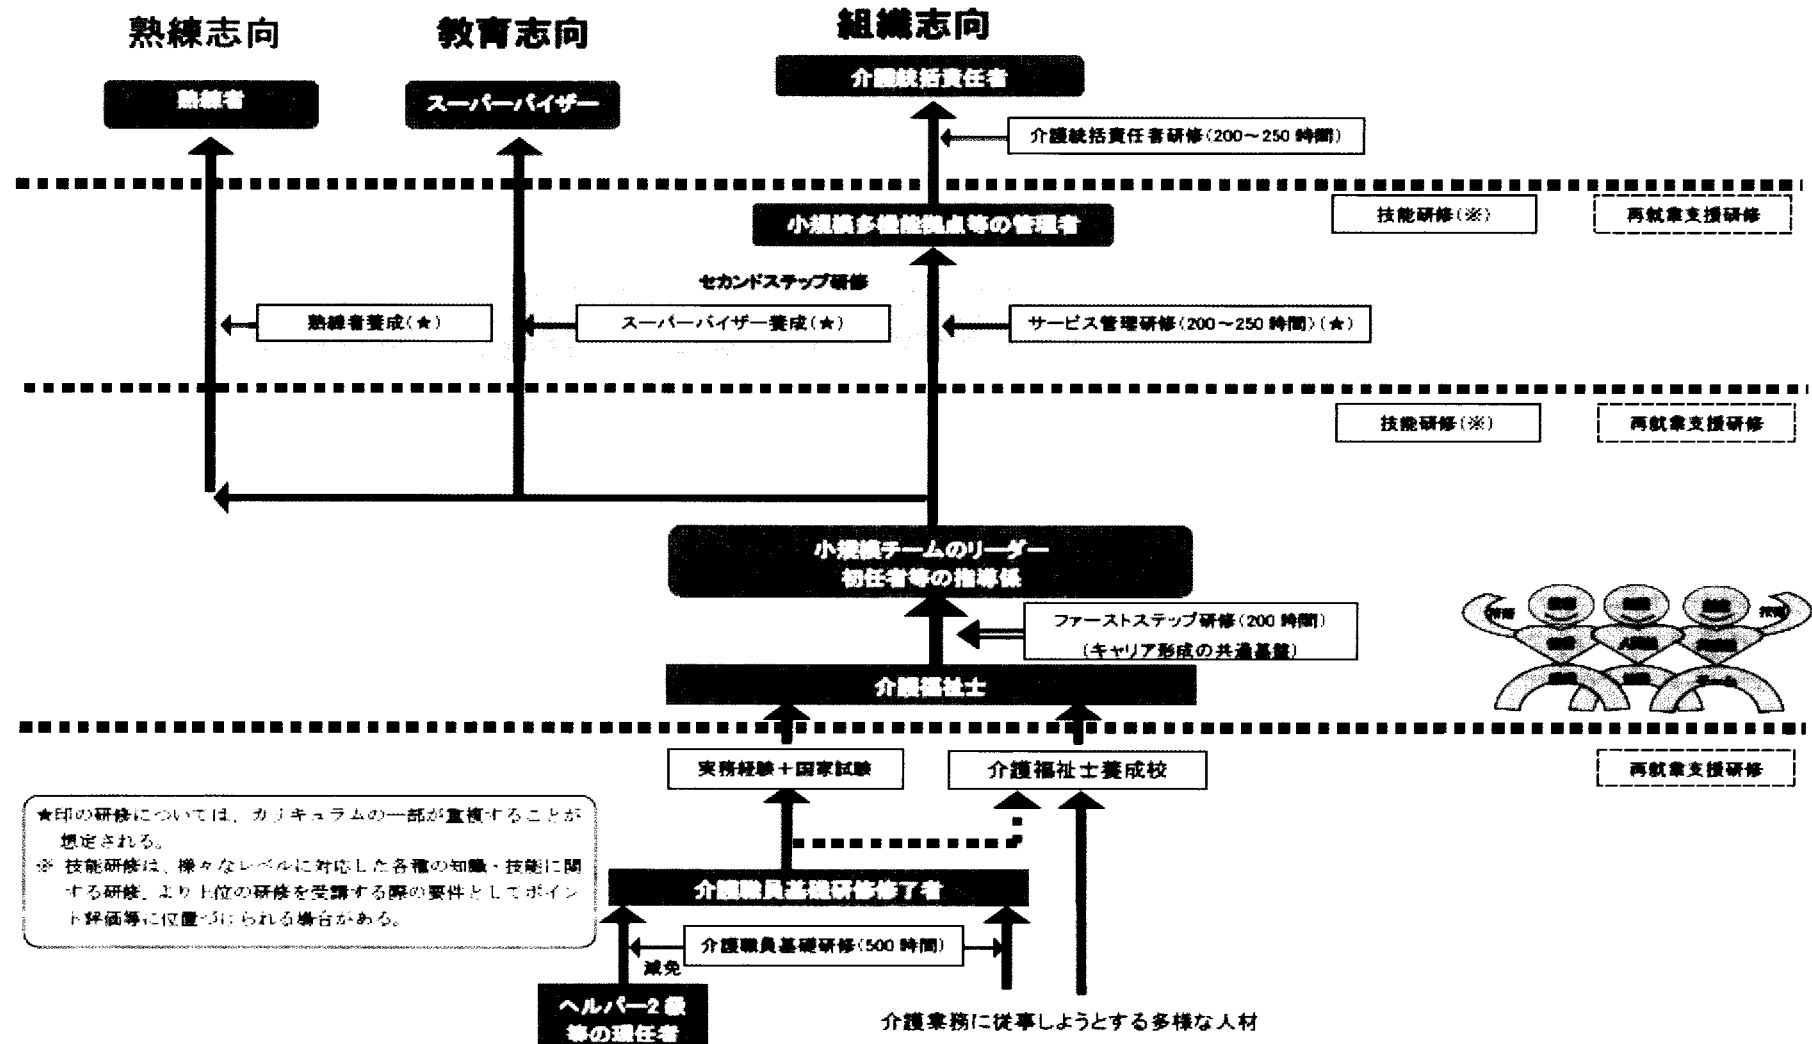 熟練志向
教育志向
組織志向
熟練者
スーパーバイザー
介護統括責任者
介護統括責任者研修(200～250時間)
小規模多機能拠点等の管理者
技能研修(※)
再就業支援研修
セカンドステップ研修
熟練者養成(★)
スーパーバイザー養成(★)
サービス管理研修(200～250時間)(★)
技能研修(※)
再就業支援研修
小規模チームのリーダー
初任者等の指導係
ファーストステップ研修(200時間)
(キャリア形成の共通基盤)
介護福祉士
実務経験+国家試験
介護福祉士養成校
再就業支援研修
★印の研修については、カリキュラムの一部が重複することが
想定される。
※ 技能研修は、様々なレベルに対応した各種の知識・技能に関
する研修、より上位の研修を受講する際の要件としてポイン
ト評価等に位置づけられる場合がある。
介護職員基礎研修修了者
介護職員基礎研修(500時間)
減免
ヘルパー2級
等の現任者
介護業務に従事しようとする多様な人材
チーム